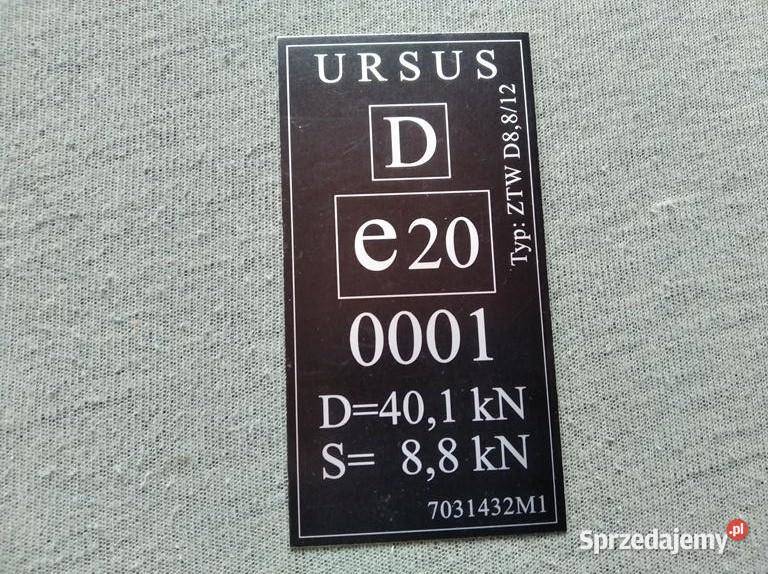 URSUS
D
Typ: ZTW D8,8/12
e20
0001
D=40,1 kN
S= 8,8 kN
7031432M1
Sprzedajemy.pl